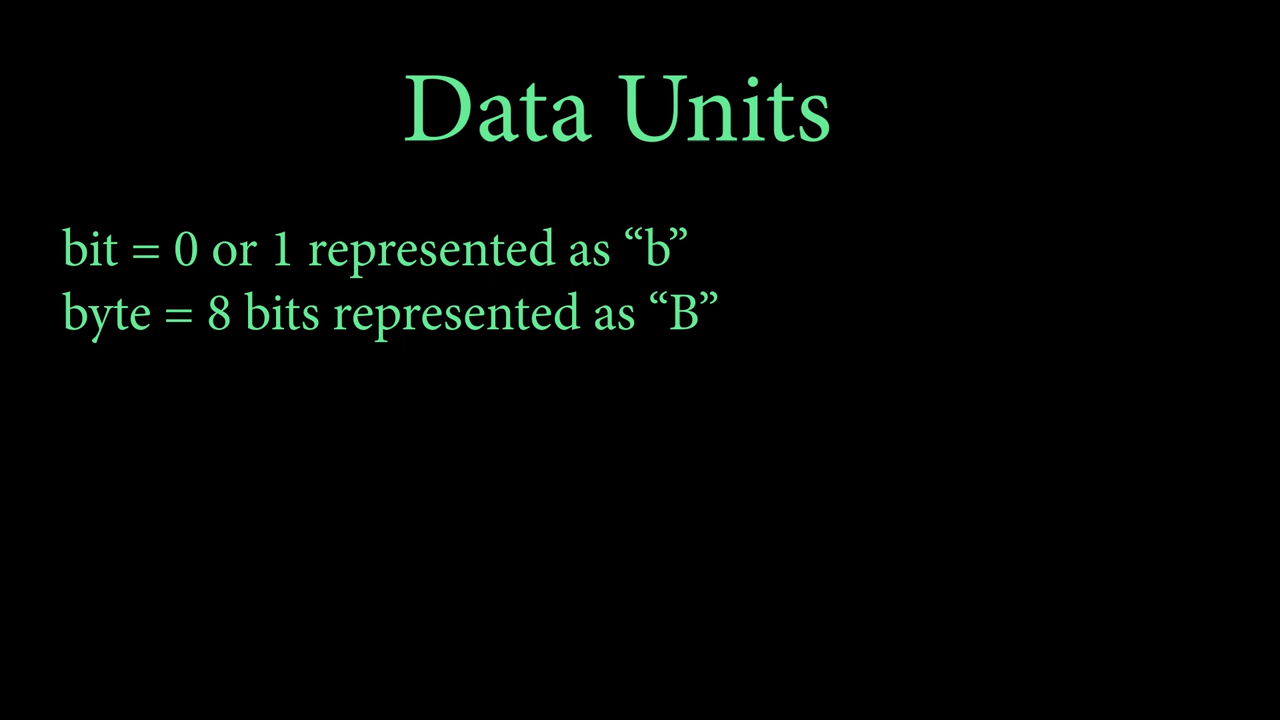 Data Units
bit = 0 or 1 represented as “b”
byte = 8 bits represented as “B”